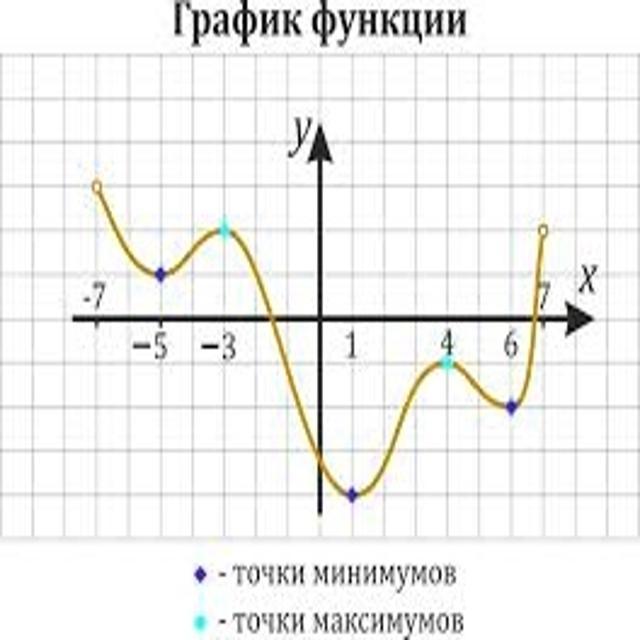 График функции
y
x
-7
7
−5
−3
1
4
6
- точки минимумов
- точки максимумов